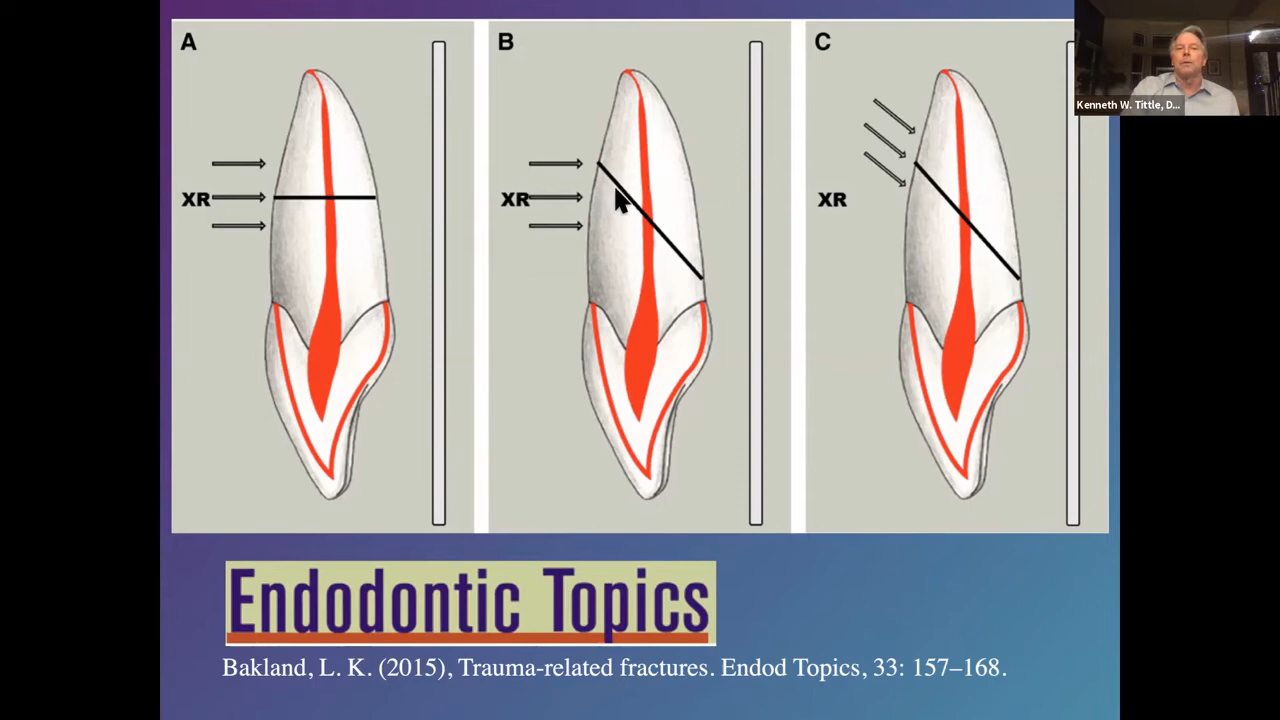 A
B
C
Kenneth W. Tittle, D...
XR
XR
XR
Endodontic Topics
Bakland, L. K. (2015), Trauma-related fractures. Endod Topics, 33: 157–168.